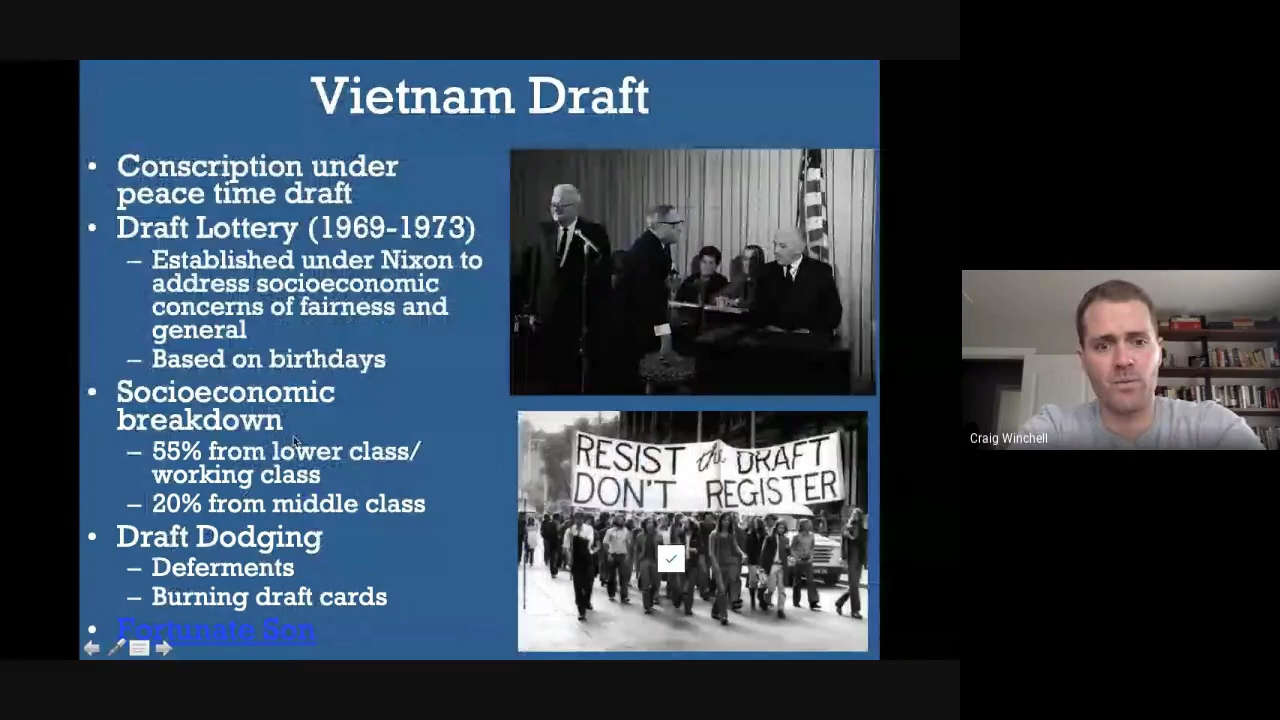 Vietnam Draft
• Conscription under
peace time draft
• Draft Lottery (1969-1973)
– Established under Nixon to
address socioeconomic
concerns of fairness and
general
– Based on birthdays
• Socioeconomic
breakdown
– 55% from lower class/
working class
– 20% from middle class
• Draft Dodging
– Deferments
– Burning draft cards
• Fortunate Son
RESIST the DRAFT
DON'T REGISTER
Craig Winchell